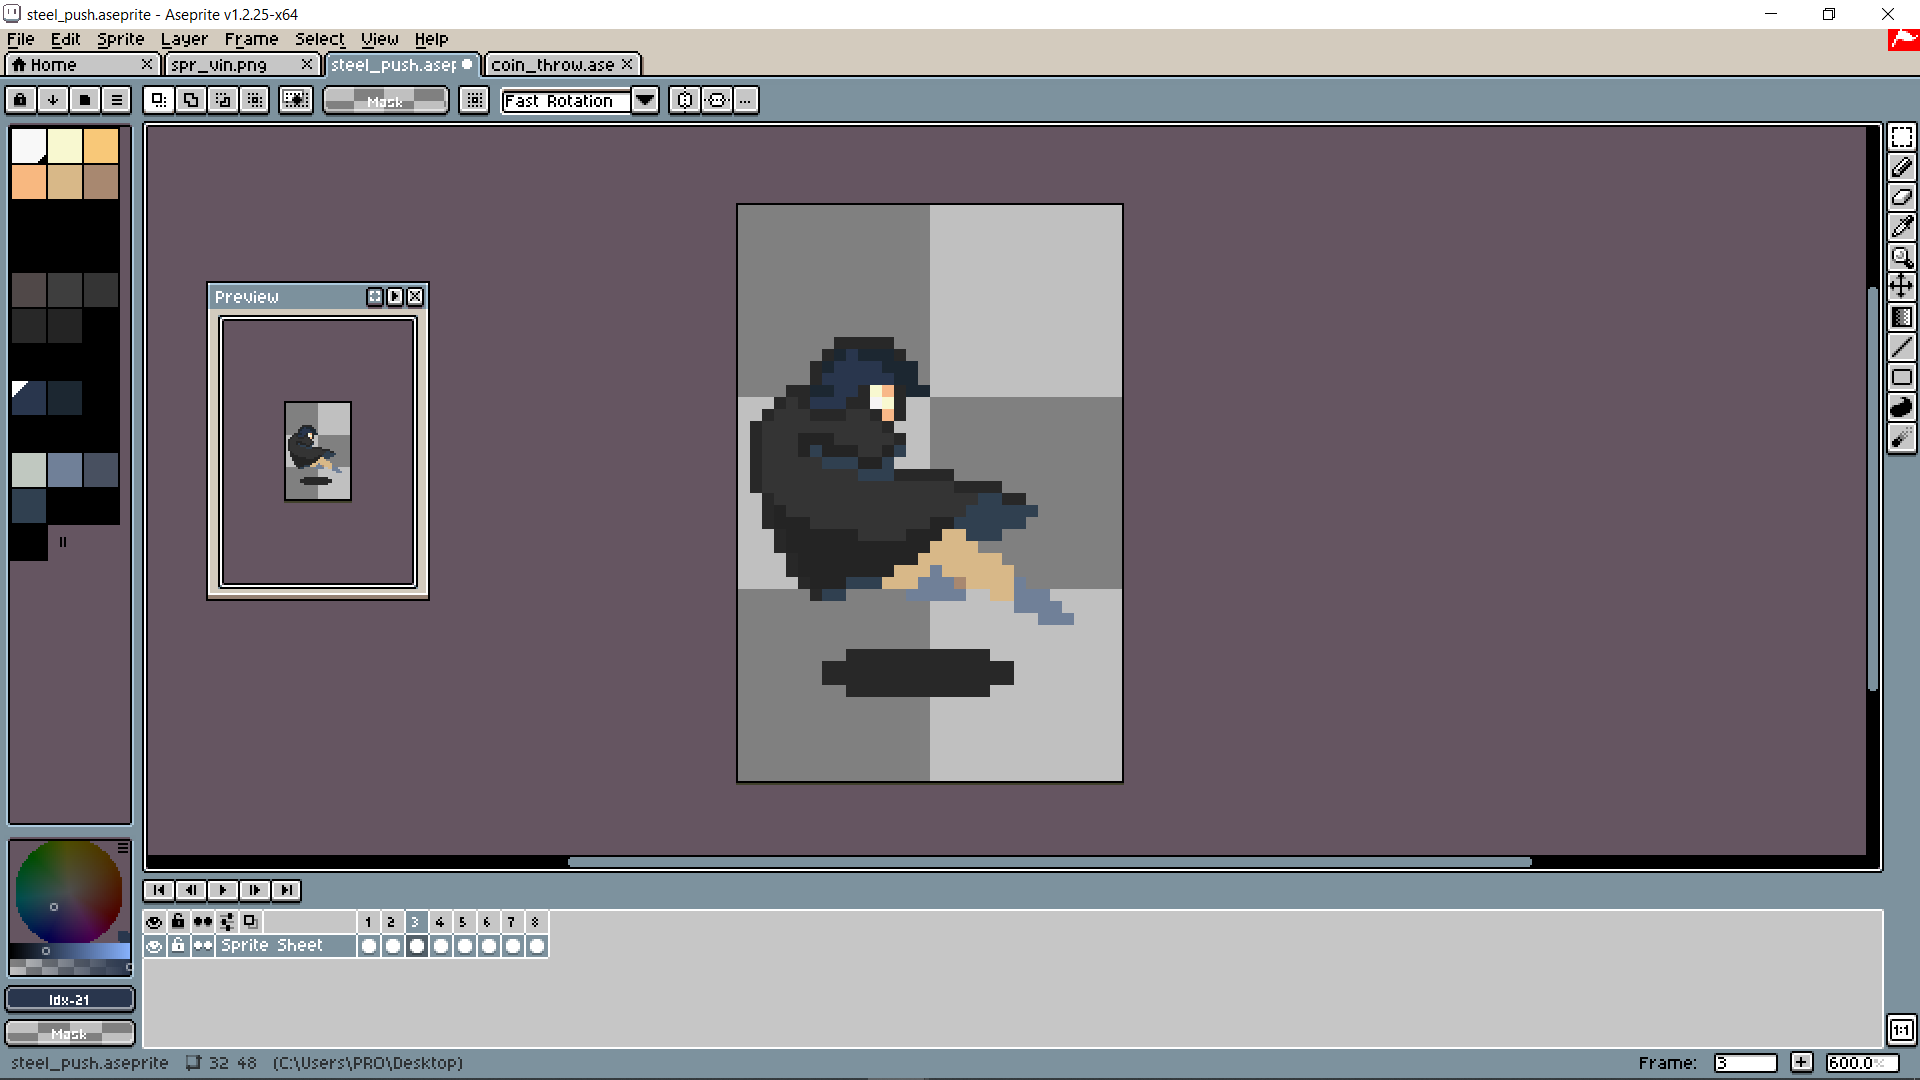 steel_push.aseprite - Aseprite v1.2.25-x64
File Edit Sprite Layer Frame Select View Help
Home spr_vin.png steel_push.asep coin_throw.ase
Mask Fast Rotation ...
Preview
1 2 3 4 5 6 7 8
Sprite Sheet
Idx-21
Mask
1:1
steel_push.aseprite 32 48 (C:\Users\PRO\Desktop) Frame: 3 + 600.0%